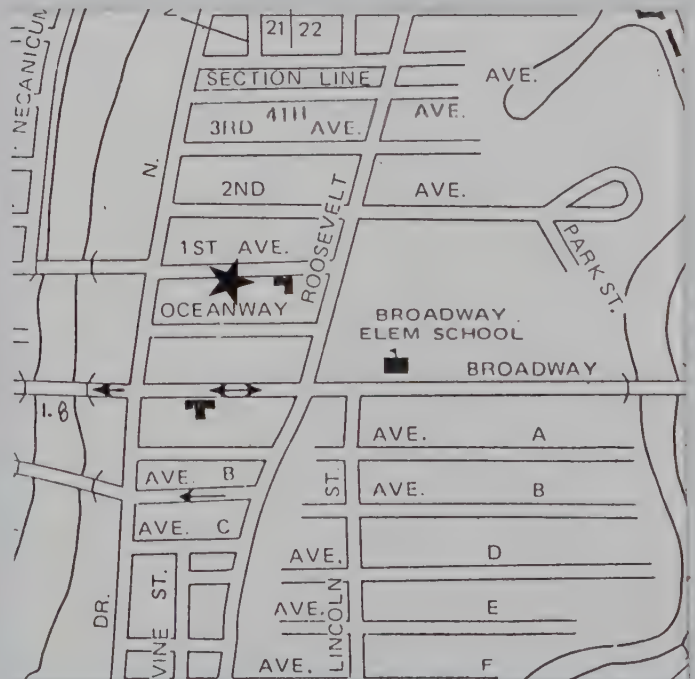 21 22
NECANICUM
SECTION LINE AVE.
4TH AVE.
3RD AVE.
N.
2ND AVE.
ROOSEVELT
1ST AVE.
PARK ST.
OCEANWAY
BROADWAY
ELEM SCHOOL
BROADWAY
1.8
AVE. A
AVE. B
ST.
AVE. B
AVE. C
AVE. D
ST.
AVE. E
DR.
VINE
LINCOLN
AVE. F